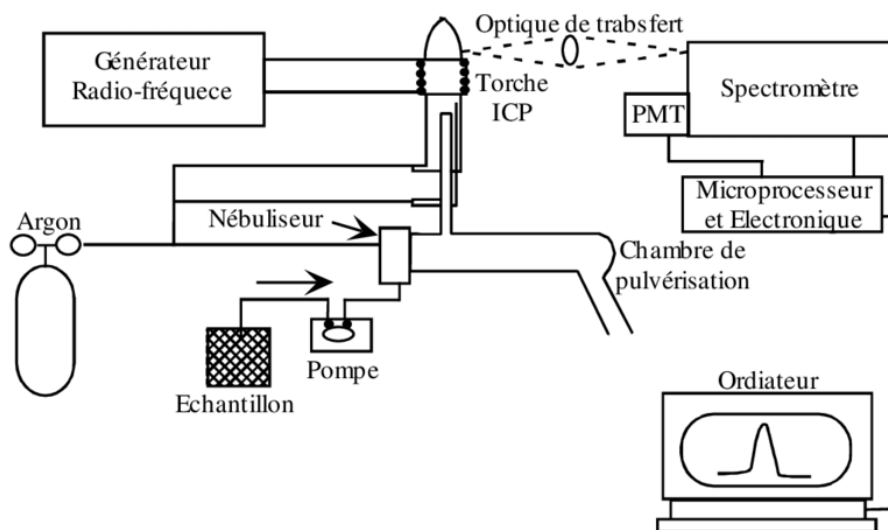 Générateur
Radio-fréquece
Optique de trabsfert
Torche
ICP
Spectromètre
PMT
Microprocesseur
et Electronique
Argon
Nébuliseur
Chambre de
pulvérisation
Pompe
Echantillon
Ordiateur